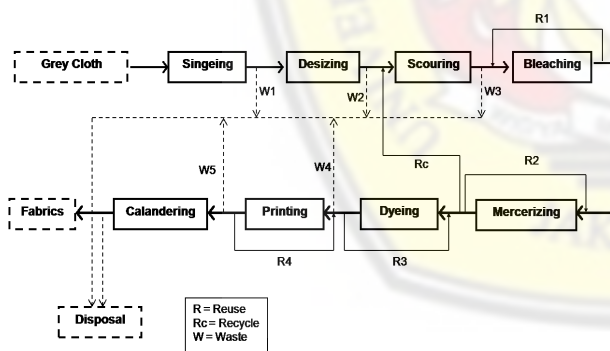 R1
Grey Cloth
Singeing
Desizing
Scouring
Bleaching
W1
W2
W3
Rc
R2
W5
W4
Fabrics
Calandering
Printing
Dyeing
Mercerizing
R4
R3
Disposal
R = Reuse
Rc = Recycle
W = Waste